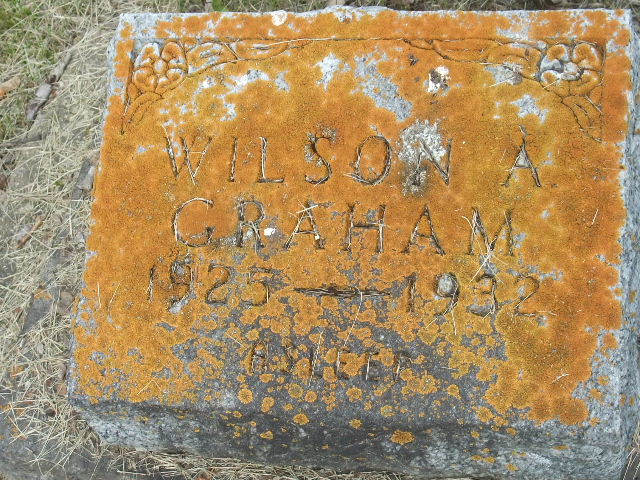 WILSON A
GRAHAM
1925 — 1932
ASLEEP